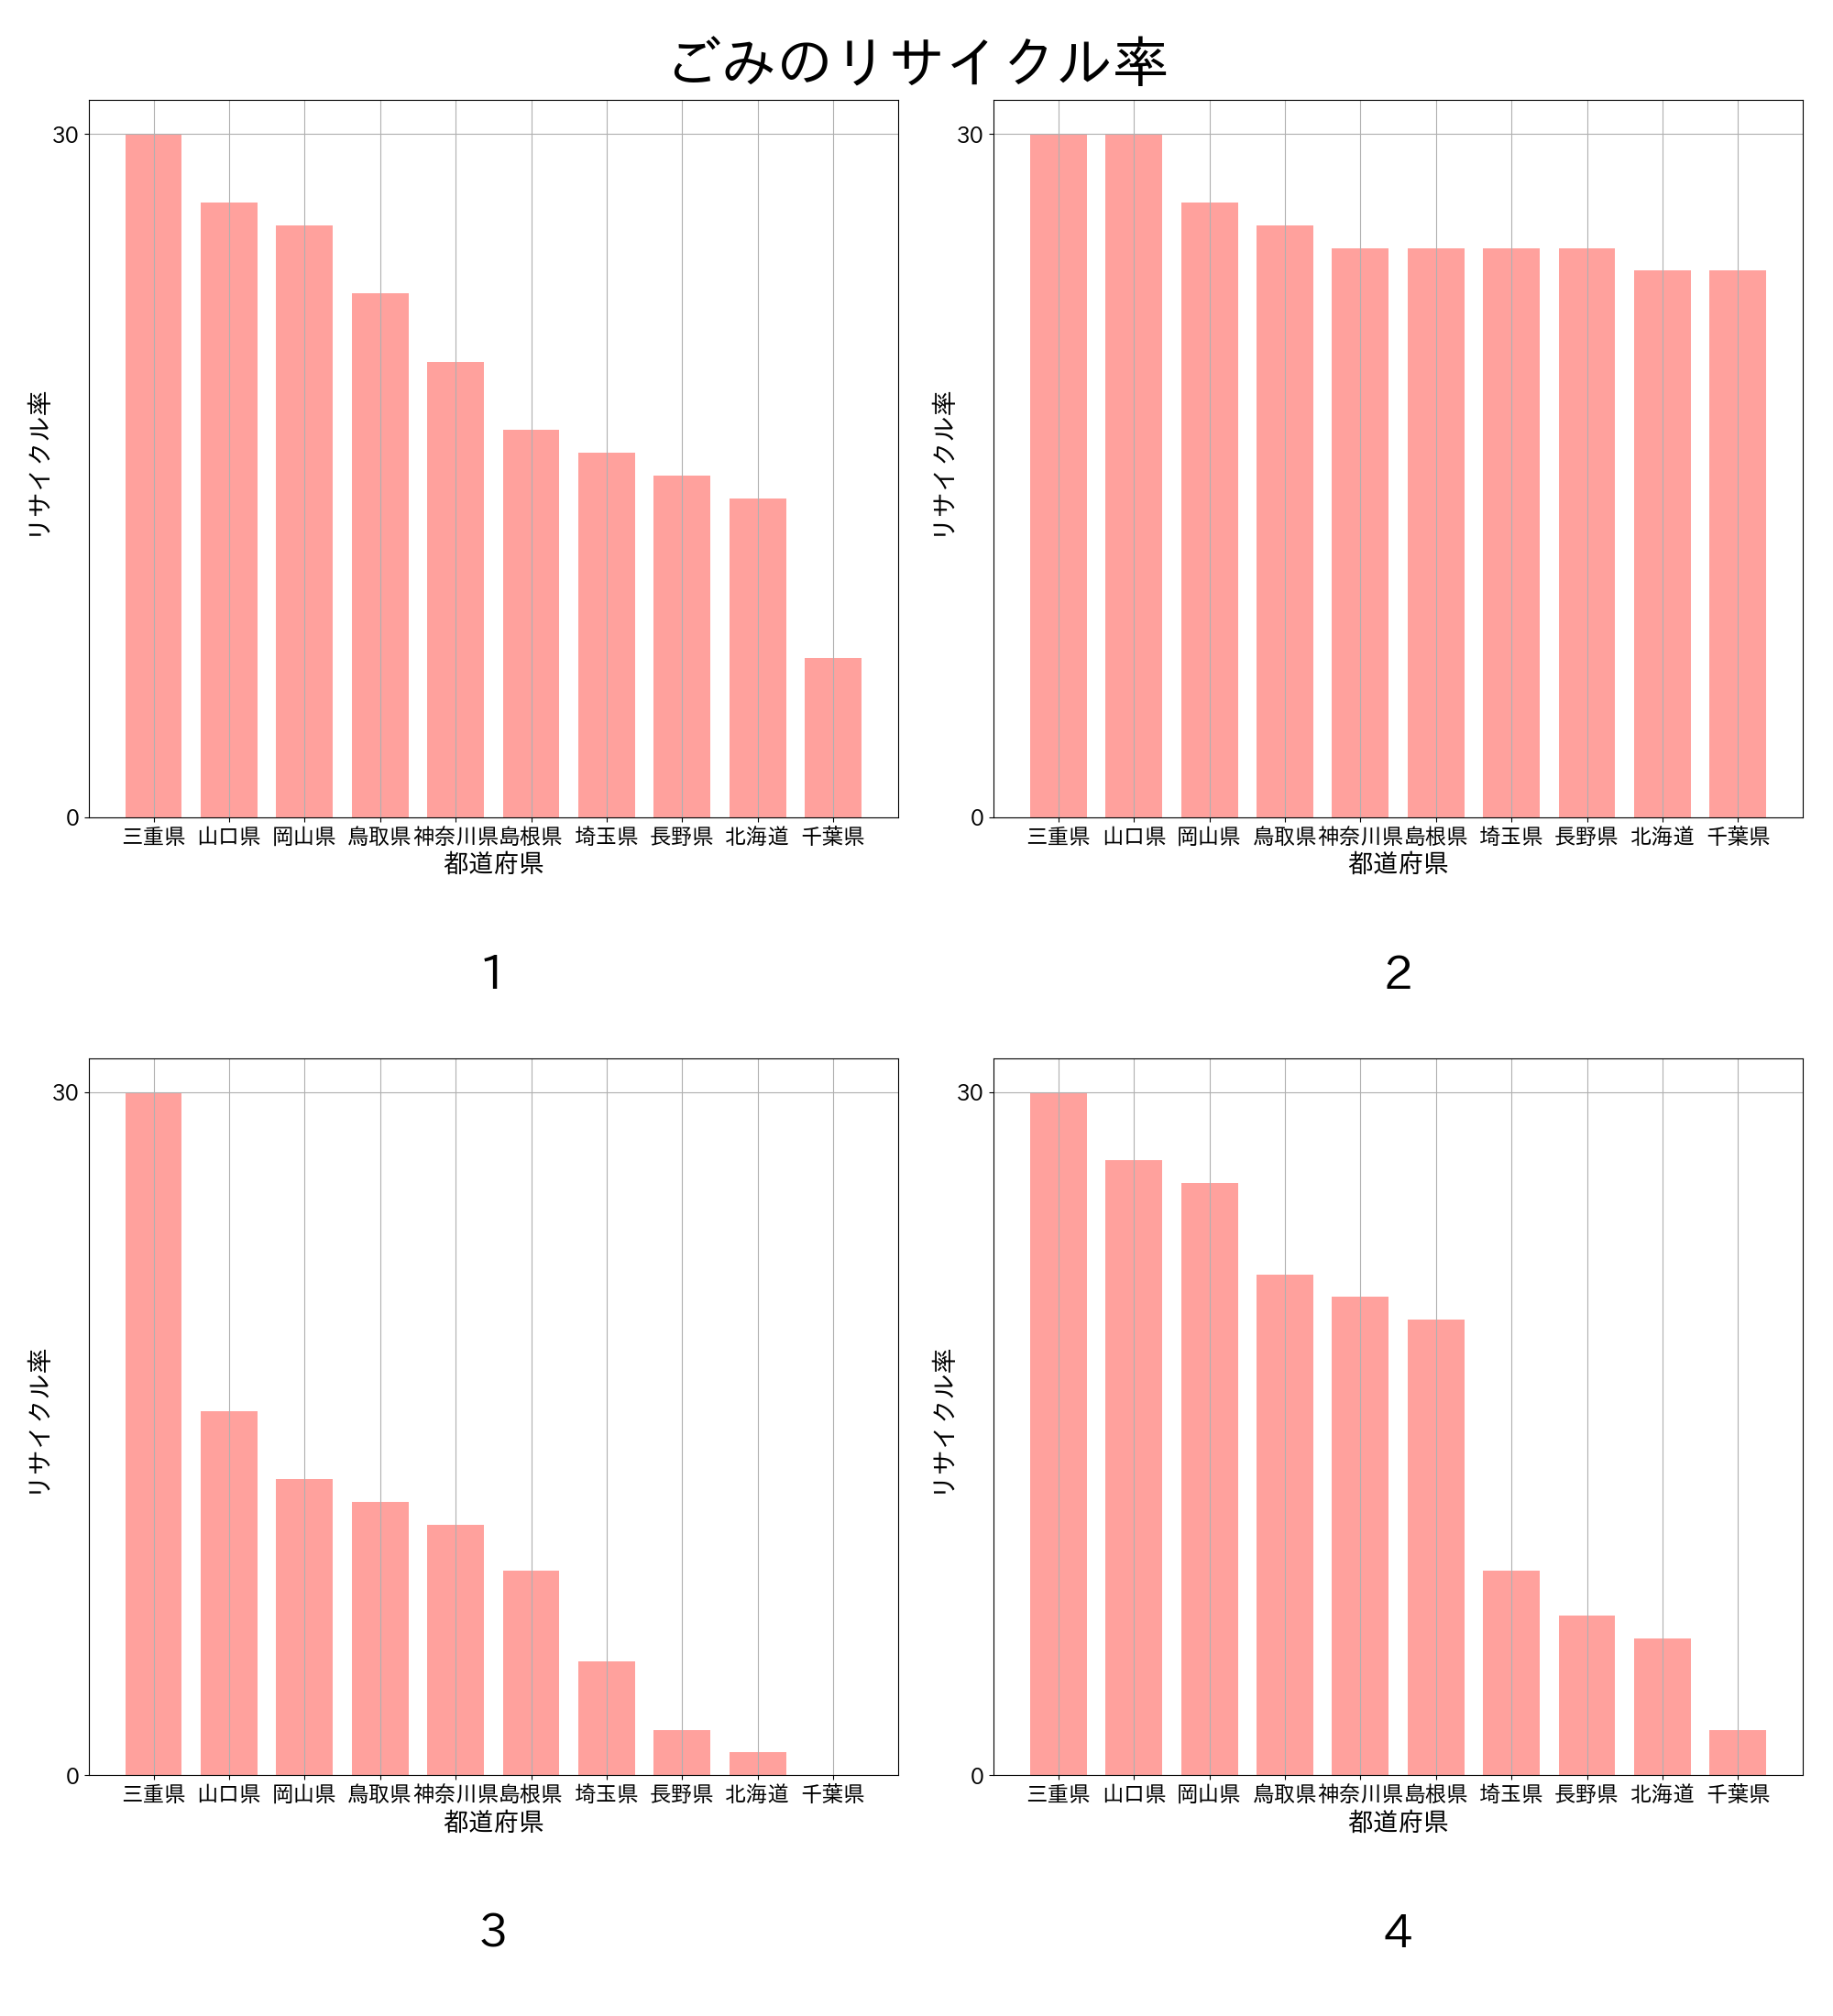 ごみのリサイクル率
30
0
リサイクル率
三重県 山口県 岡山県 鳥取県 神奈川県 島根県 埼玉県 長野県 北海道 千葉県
都道府県
1
30
0
リサイクル率
三重県 山口県 岡山県 鳥取県 神奈川県 島根県 埼玉県 長野県 北海道 千葉県
都道府県
2
30
0
リサイクル率
三重県 山口県 岡山県 鳥取県 神奈川県 島根県 埼玉県 長野県 北海道 千葉県
都道府県
3
30
0
リサイクル率
三重県 山口県 岡山県 鳥取県 神奈川県 島根県 埼玉県 長野県 北海道 千葉県
都道府県
4